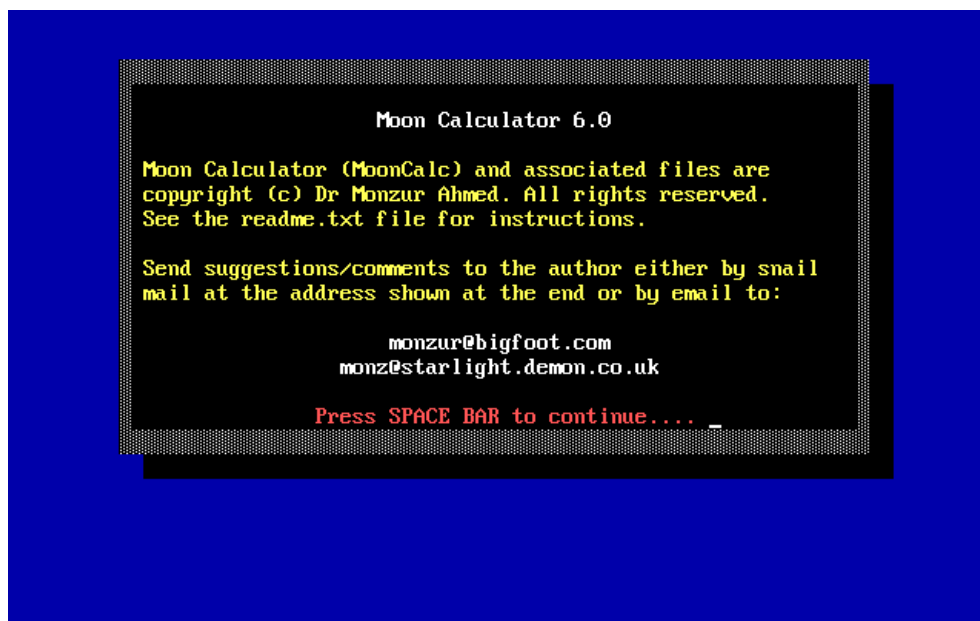 Moon Calculator 6.0
Moon Calculator (MoonCalc) and associated files are
copyright (c) Dr Monzur Ahmed. All rights reserved.
See the readme.txt file for instructions.
Send suggestions/comments to the author either by snail
mail at the address shown at the end or by email to:
monzur@bigfoot.com
monz@starlight.demon.co.uk
Press SPACE BAR to continue.... _